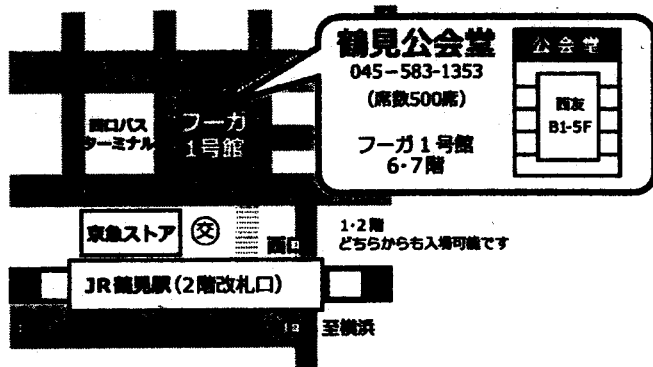 鶴見公会堂
045-583-1353
(席数500席)
フーガ1号館
6・7階
公会堂
西友
B1-5F
西口バス
ターミナル
フーガ
1号館
京急ストア
交
西口
1・2階
どちらからも入場可能です
JR鶴見駅(2階改札口)
至横浜